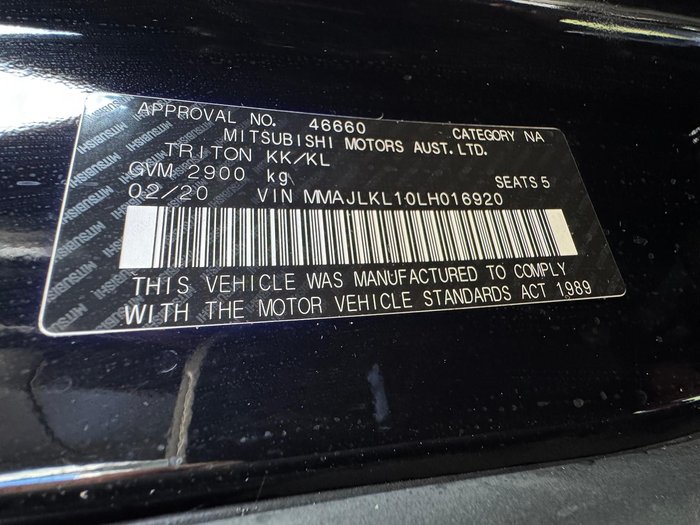 APPROVAL NO. 46660 CATEGORY NA
MITSUBISHI MOTORS AUST. LTD.
TRITON KK/KL
GVM 2900 kg SEATS 5
02/20 VIN MMAJLKL10LH016920
THIS VEHICLE WAS MANUFACTURED TO COMPLY
WITH THE MOTOR VEHICLE STANDARDS ACT 1989